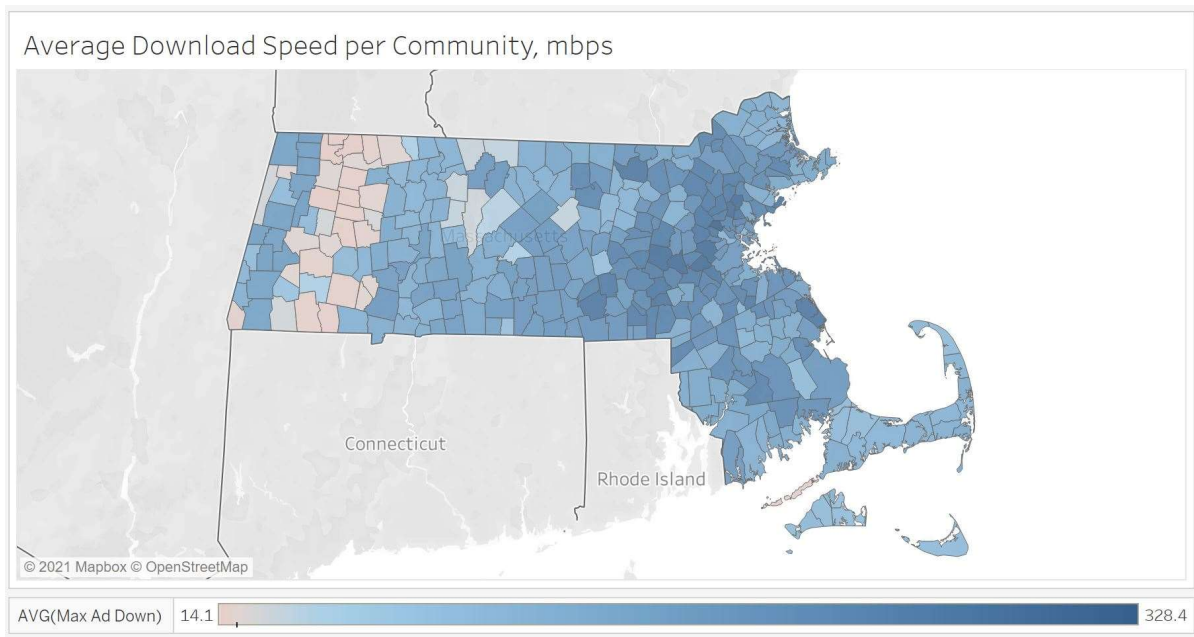 Average Download Speed per Community, mbps
Massachusetts
Connecticut
Rhode Island
© 2021 Mapbox © OpenStreetMap
AVG(Max Ad Down) 14.1 328.4